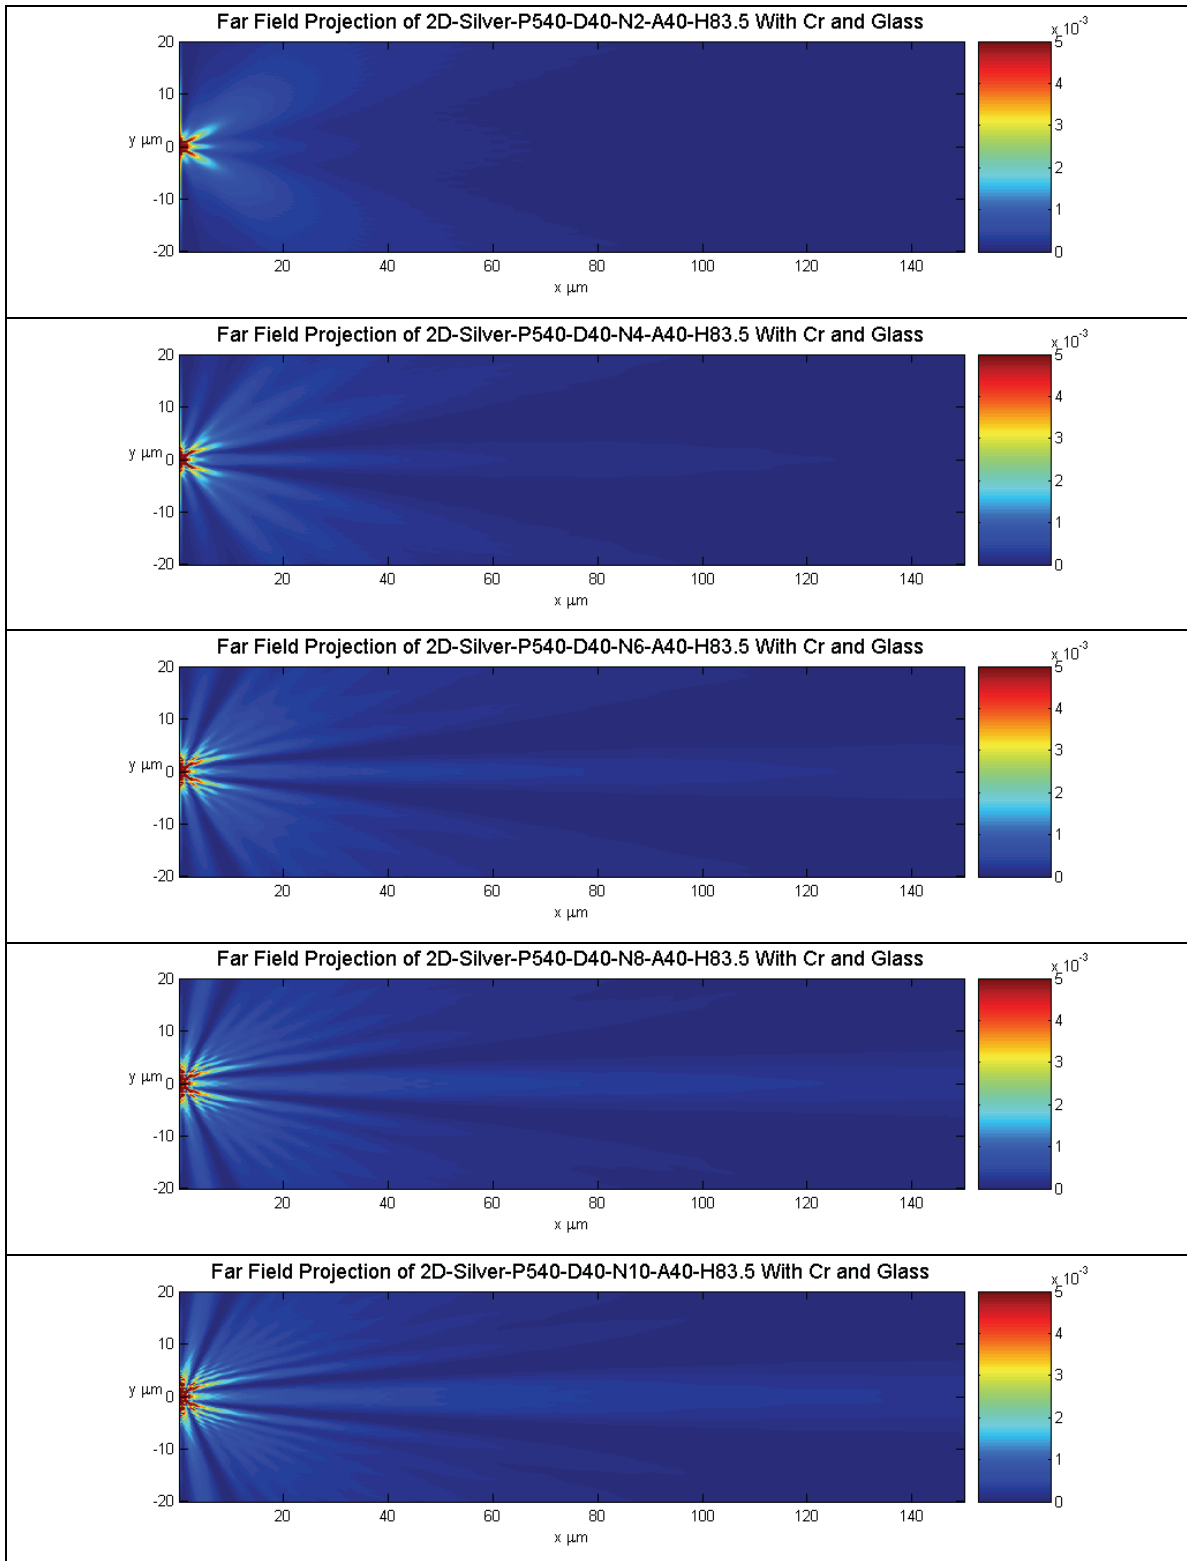 Far Field Projection of 2D-Silver-P540-D40-N2-A40-H83.5 With Cr and Glass
x 10⁻³
20
10
y μm 0
-10
-20
20 40 60 80 100 120 140
x μm
5
4
3
2
1
0
Far Field Projection of 2D-Silver-P540-D40-N4-A40-H83.5 With Cr and Glass
x 10⁻³
20
10
y μm 0
-10
-20
20 40 60 80 100 120 140
x μm
5
4
3
2
1
0
Far Field Projection of 2D-Silver-P540-D40-N6-A40-H83.5 With Cr and Glass
x 10⁻³
20
10
y μm 0
-10
-20
20 40 60 80 100 120 140
x μm
5
4
3
2
1
0
Far Field Projection of 2D-Silver-P540-D40-N8-A40-H83.5 With Cr and Glass
x 10⁻³
20
10
y μm 0
-10
-20
20 40 60 80 100 120 140
x μm
5
4
3
2
1
0
Far Field Projection of 2D-Silver-P540-D40-N10-A40-H83.5 With Cr and Glass
x 10⁻³
20
10
y μm 0
-10
-20
20 40 60 80 100 120 140
x μm
5
4
3
2
1
0